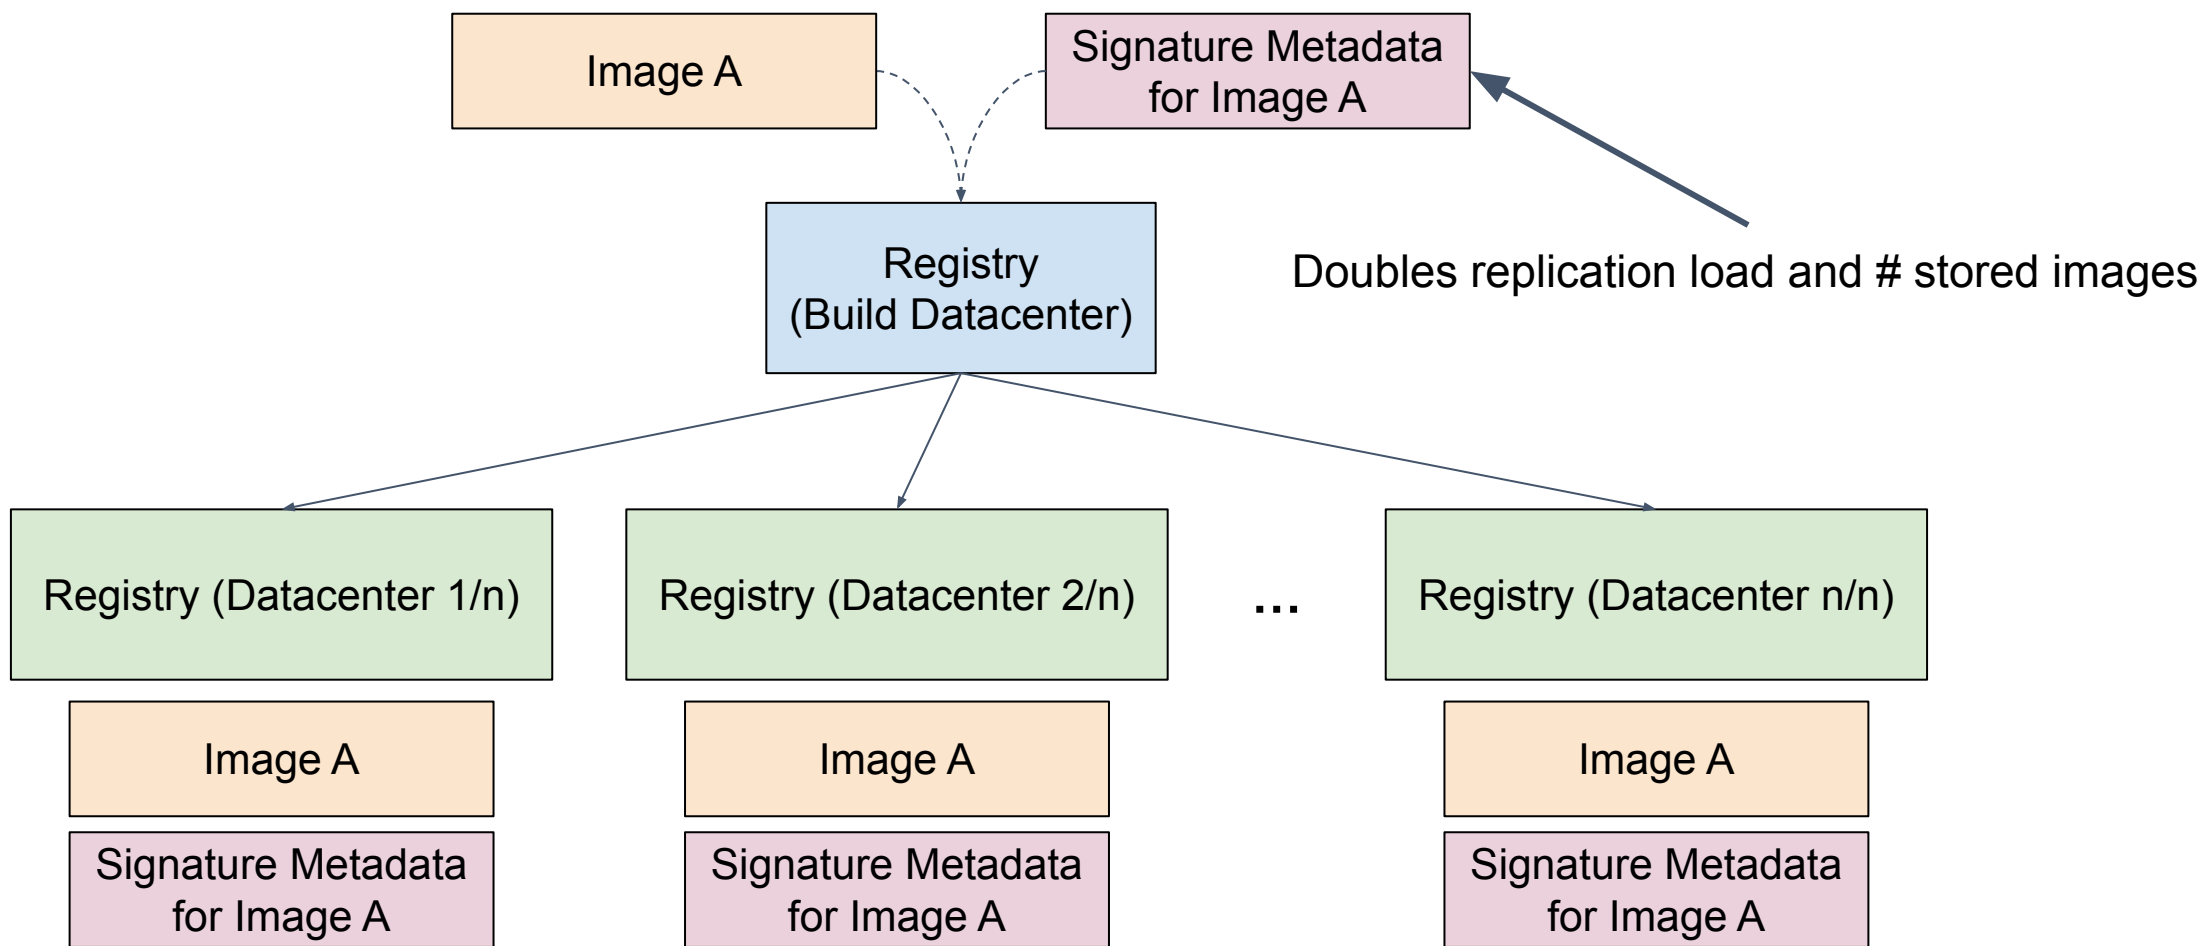 Image A
Signature Metadata
for Image A
Registry
(Build Datacenter)
Doubles replication load and # stored images
Registry (Datacenter 1/n)
Registry (Datacenter 2/n)
...
Registry (Datacenter n/n)
Image A
Image A
Image A
Signature Metadata
for Image A
Signature Metadata
for Image A
Signature Metadata
for Image A